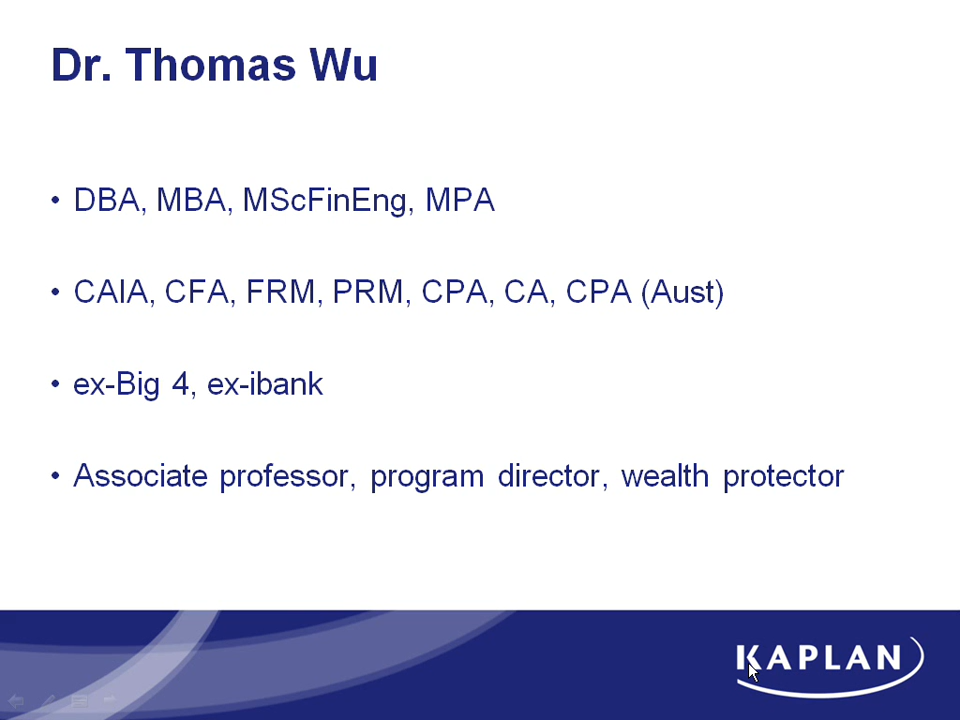 Dr. Thomas Wu
• DBA, MBA, MScFinEng, MPA
• CAIA, CFA, FRM, PRM, CPA, CA, CPA (Aust)
• ex-Big 4, ex-ibank
• Associate professor, program director, wealth protector
KAPLAN